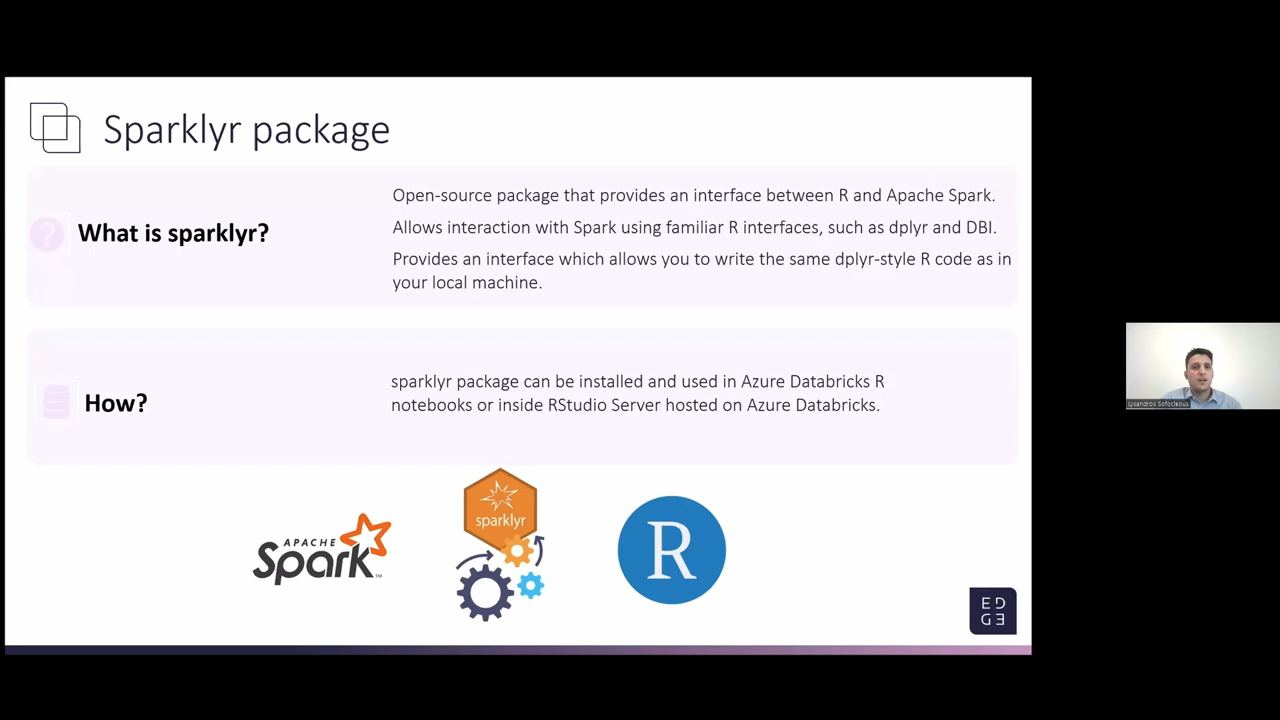 Sparklyr package
What is sparklyr?
Open-source package that provides an interface between R and Apache Spark.
Allows interaction with Spark using familiar R interfaces, such as dplyr and DBI.
Provides an interface which allows you to write the same dplyr-style R code as in
your local machine.
How?
sparklyr package can be installed and used in Azure Databricks R
notebooks or inside RStudio Server hosted on Azure Databricks.
APACHE
Spark™
sparklyr
R
ED
GE
Lysandros Sofocleous